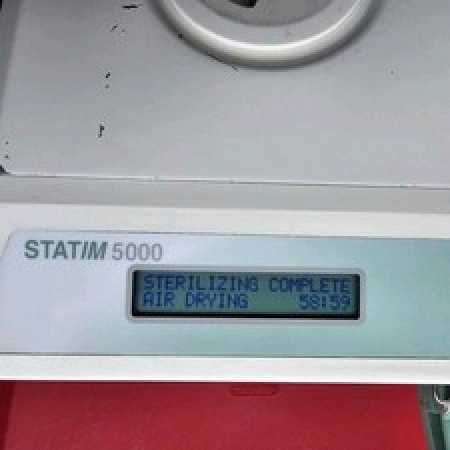 STATIM 5000
STERILIZING COMPLETE
AIR DRYING 58:59